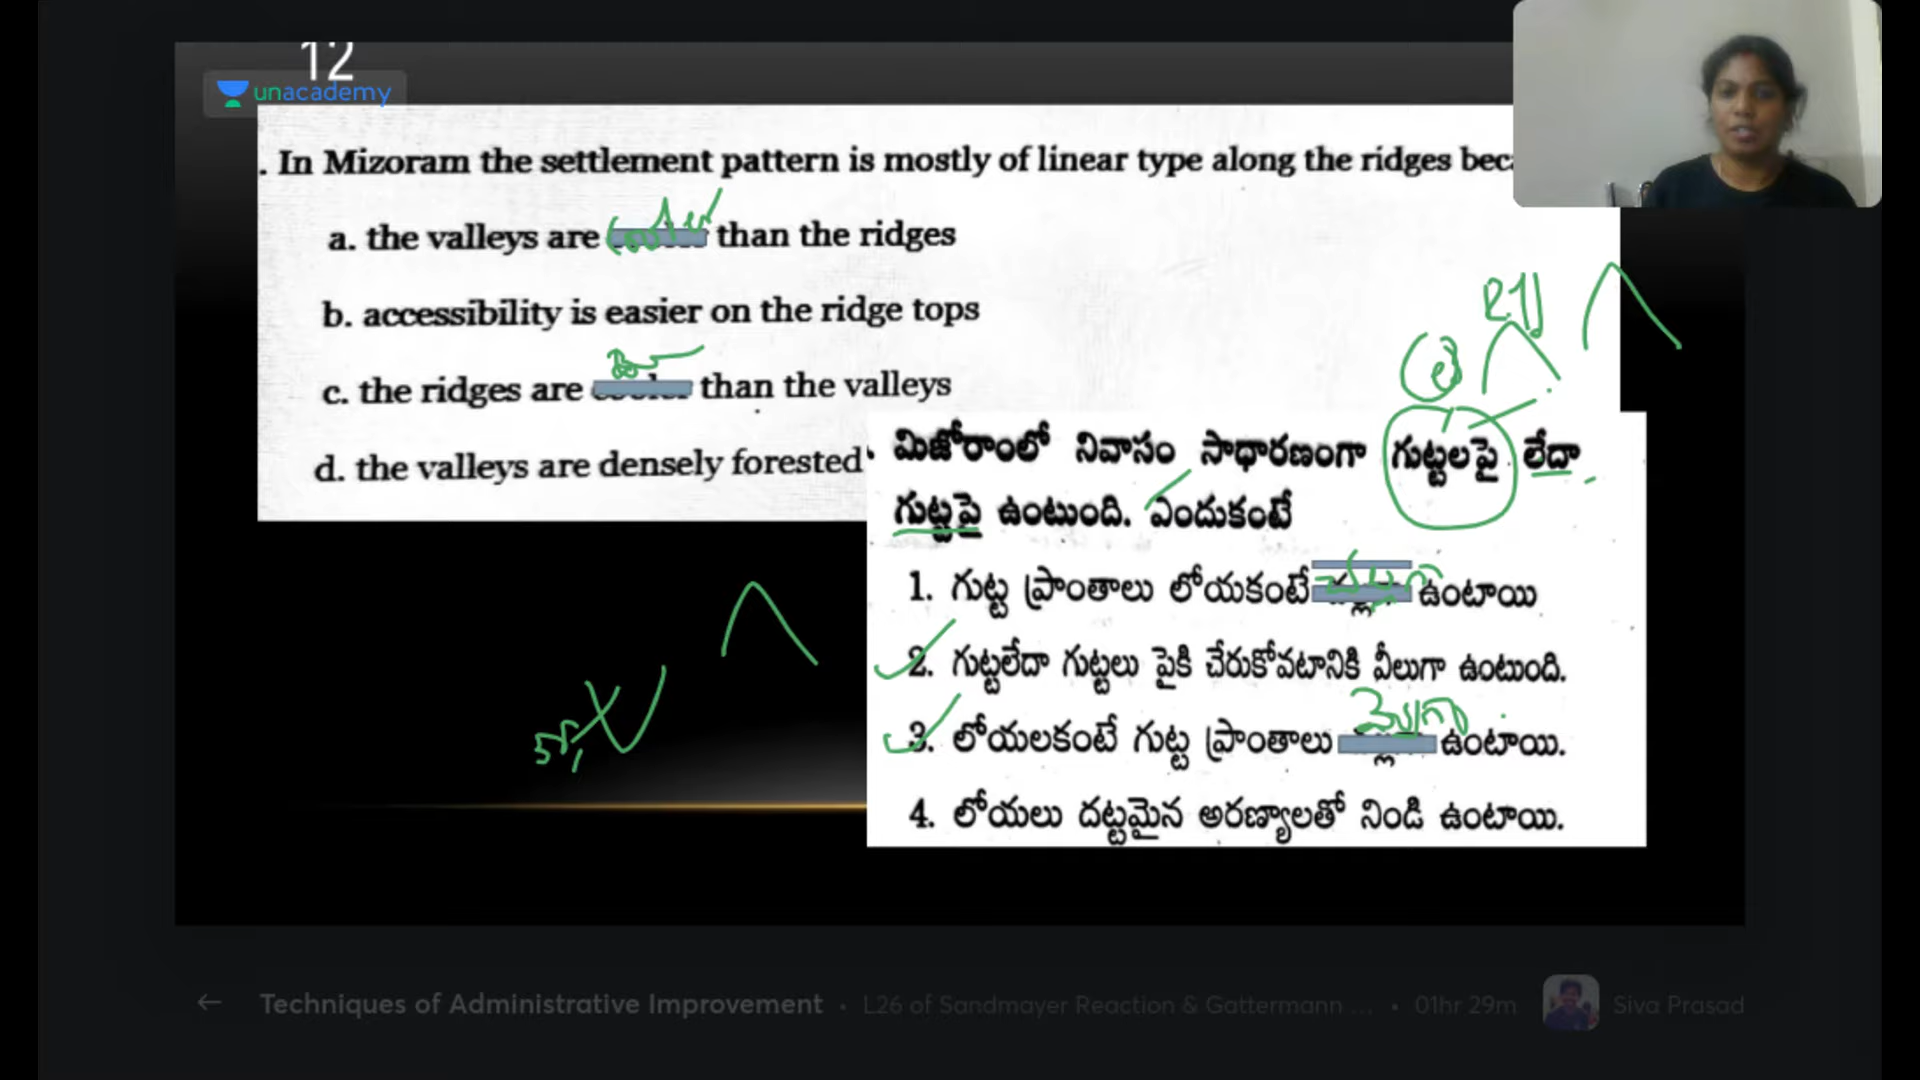 12
unacademy
. In Mizoram the settlement pattern is mostly of linear type along the ridges bec
a. the valleys are cooler than the ridges
b. accessibility is easier on the ridge tops
c. the ridges are than the valleys
d. the valleys are densely forested
మిజోరాంలో నివాసం సాధారణంగా గుట్టలపై లేదా
గుట్టపై ఉంటుంది. ఎందుకంటే
1. గుట్ట ప్రాంతాలు లోయకంటే ఉంటాయి
2. గుట్టలేదా గుట్టలు పైకి చేరుకోవటానికి వీలుగా ఉంటుంది.
3. లోయలకంటే గుట్ట ప్రాంతాలు ఉంటాయి.
4. లోయలు దట్టమైన అరణ్యాలతో నిండి ఉంటాయి.
← Techniques of Administrative Improvement • L26 of Sandmayer Reaction & Gattermann ... • 01hr 29m Siva Prasad